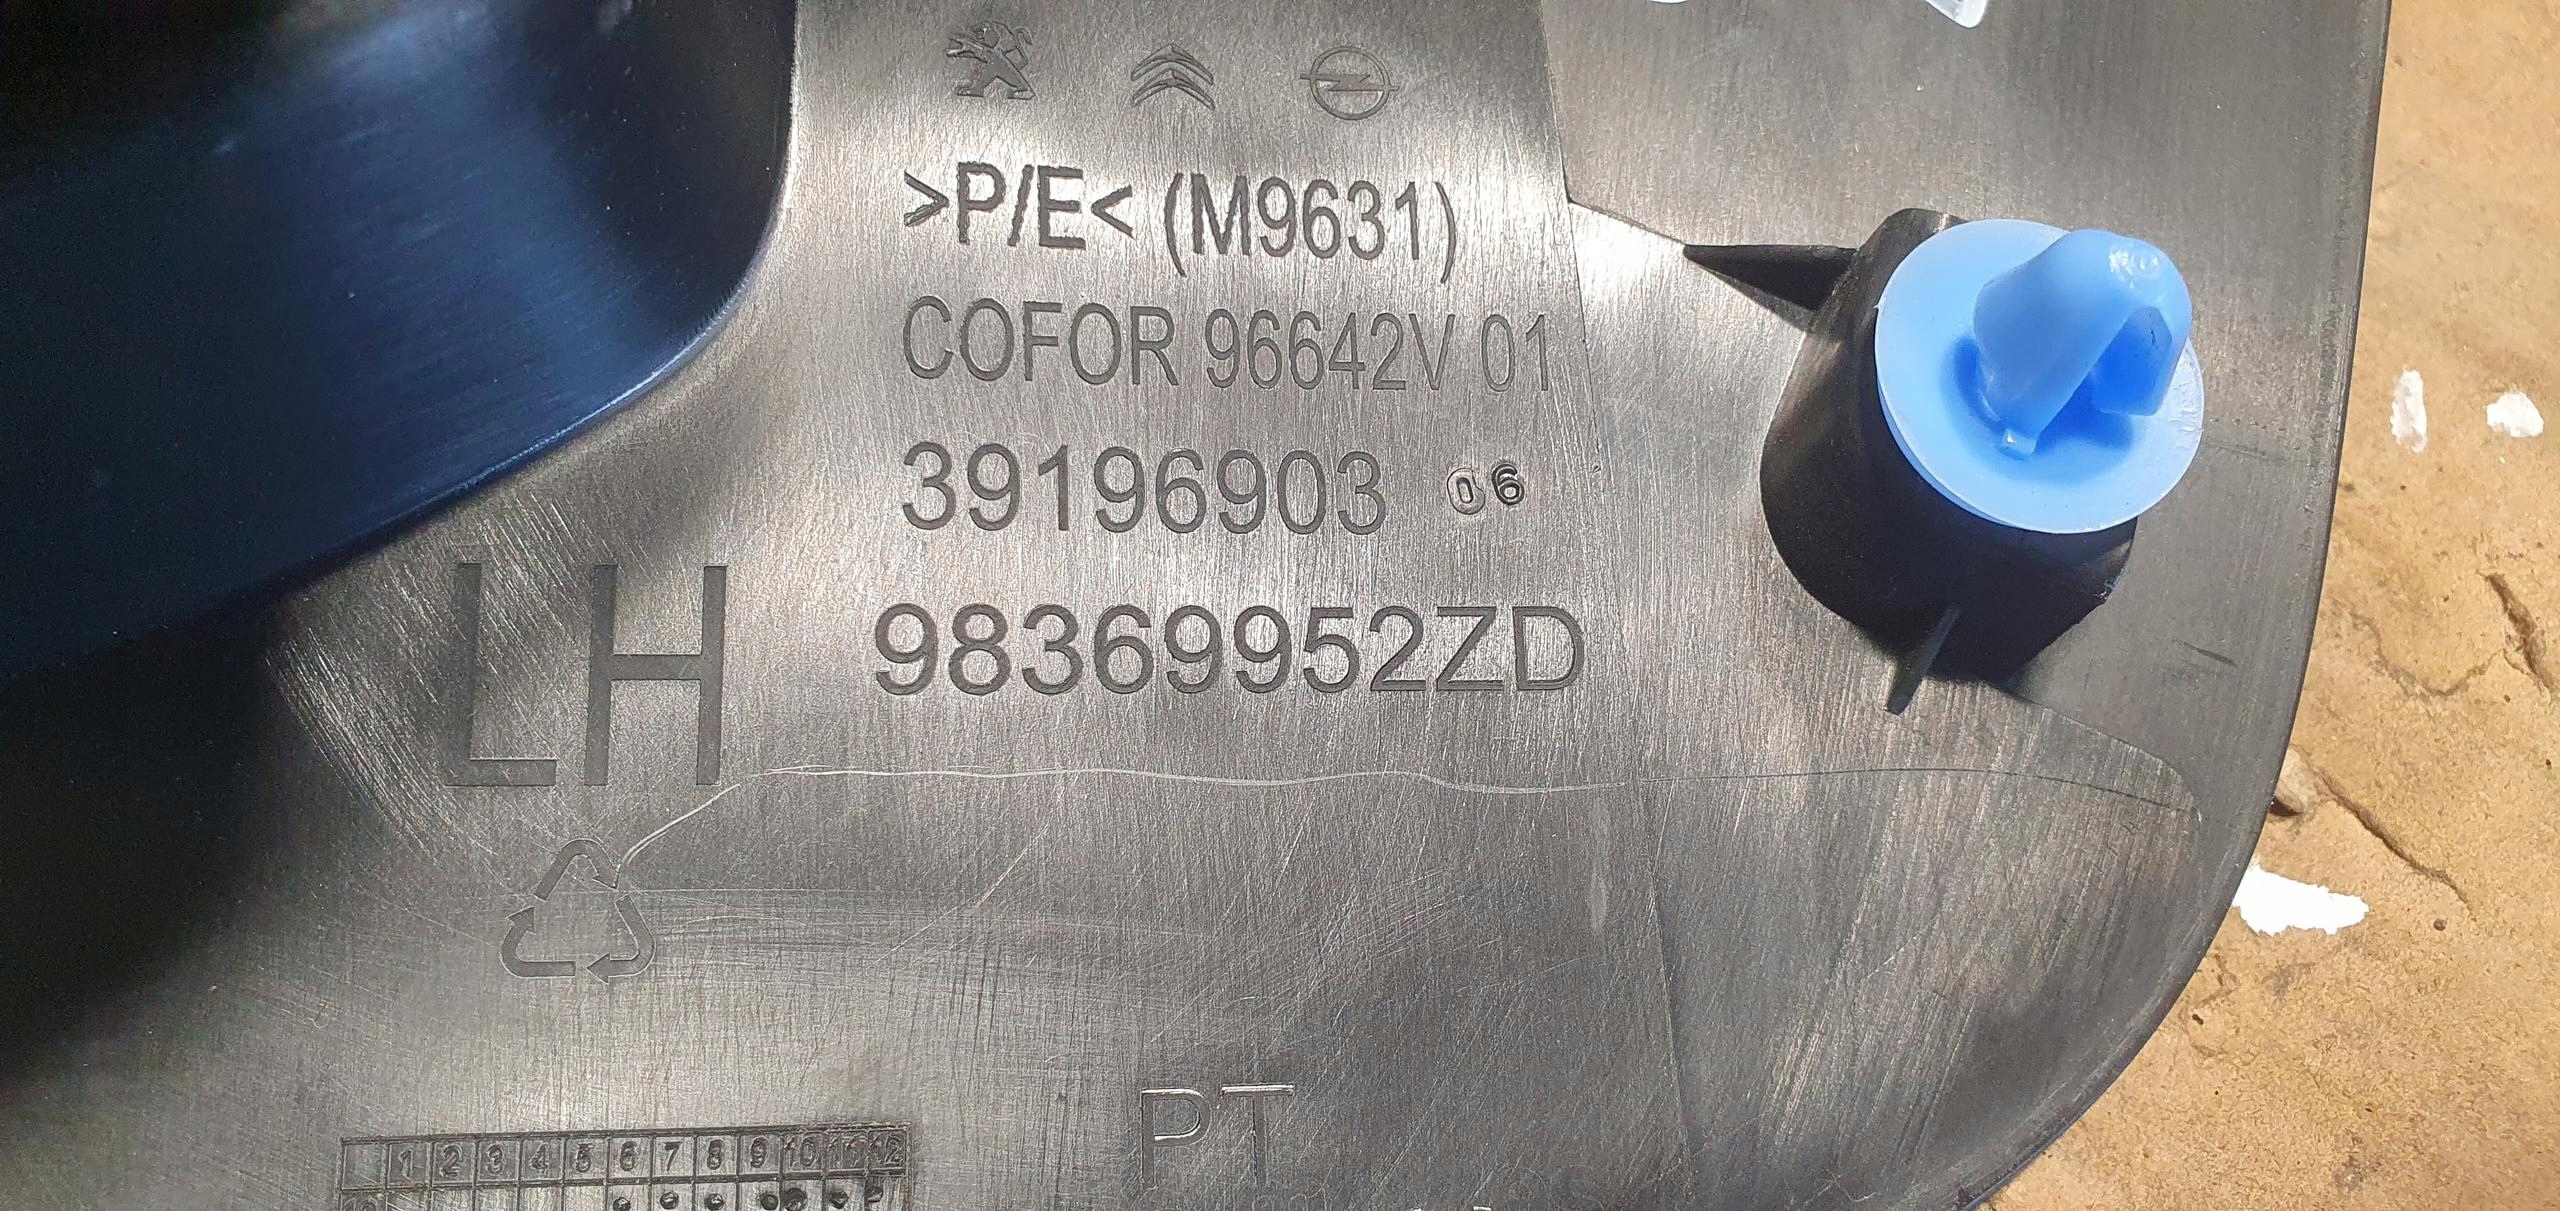 >P/E< (M9631)
COFOR 96642V 01
39196903 06
98369952ZD
LH
PT
1 2 3 4 5 6 7 8 9 10 11 12